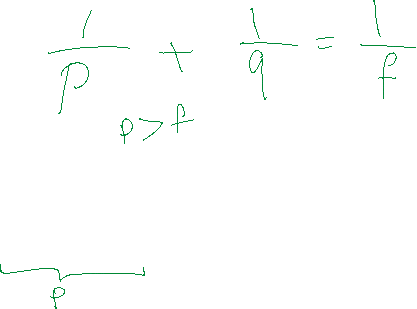 1/p + 1/q = 1/f
p > f
p